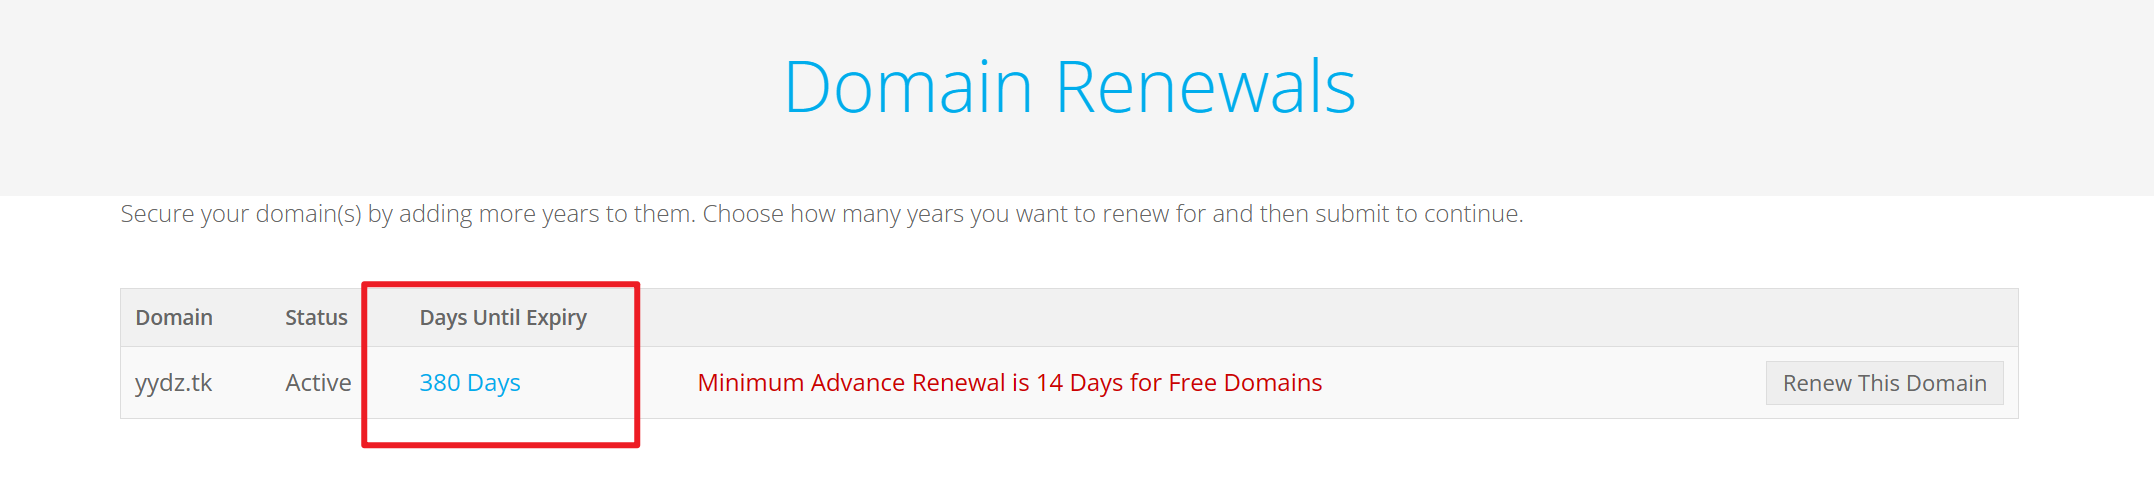 Domain Renewals
Secure your domain(s) by adding more years to them. Choose how many years you want to renew for and then submit to continue.
Domain Status Days Until Expiry
yydz.tk Active 380 Days Minimum Advance Renewal is 14 Days for Free Domains Renew This Domain